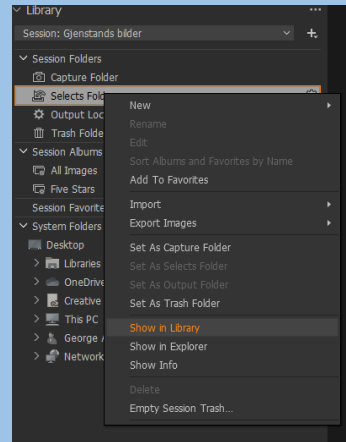 Library
Session: Gjenstands bilder
Session Folders
Capture Folder
Selects Fold
Output Loc
Trash Folde
Session Albums
All Images
Five Stars
Session Favorite
System Folders
Desktop
Libraries
OneDrive
Creative
This PC
George A
Network
New
Rename
Edit
Sort Albums and Favorites by Name
Add To Favorites
Import
Export Images
Set As Capture Folder
Set As Selects Folder
Set As Output Folder
Set As Trash Folder
Show in Library
Show in Explorer
Show Info
Delete
Empty Session Trash...